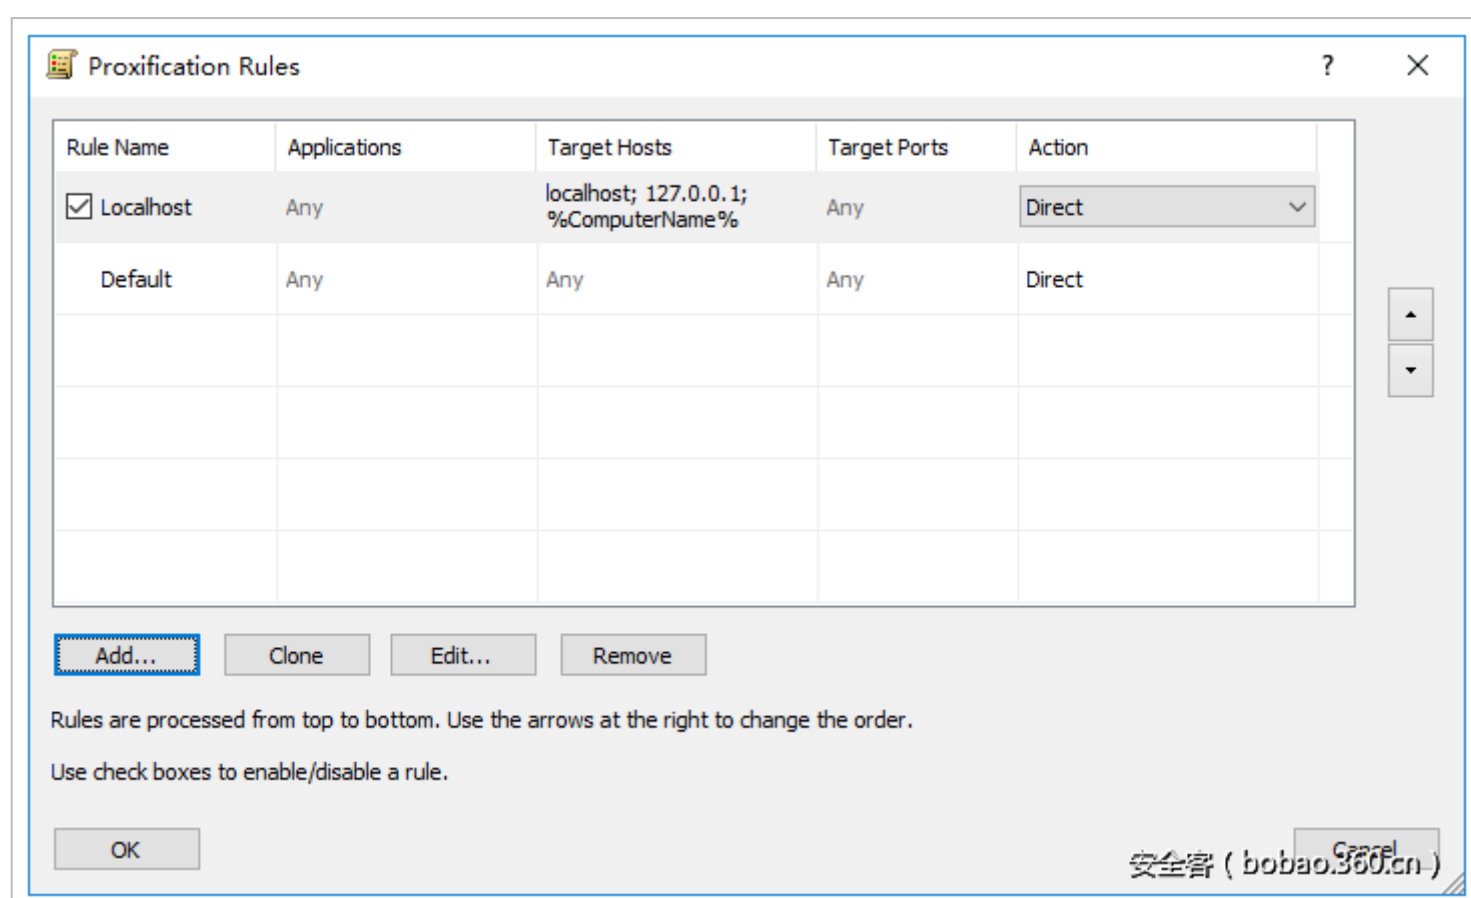 Proxification Rules
?
Rule Name Applications Target Hosts Target Ports Action
Localhost Any localhost; 127.0.0.1; %ComputerName% Any Direct
Default Any Any Any Direct
Add... Clone Edit... Remove
Rules are processed from top to bottom. Use the arrows at the right to change the order.
Use check boxes to enable/disable a rule.
OK Cancel
安全客 ( bobao.360.cn )